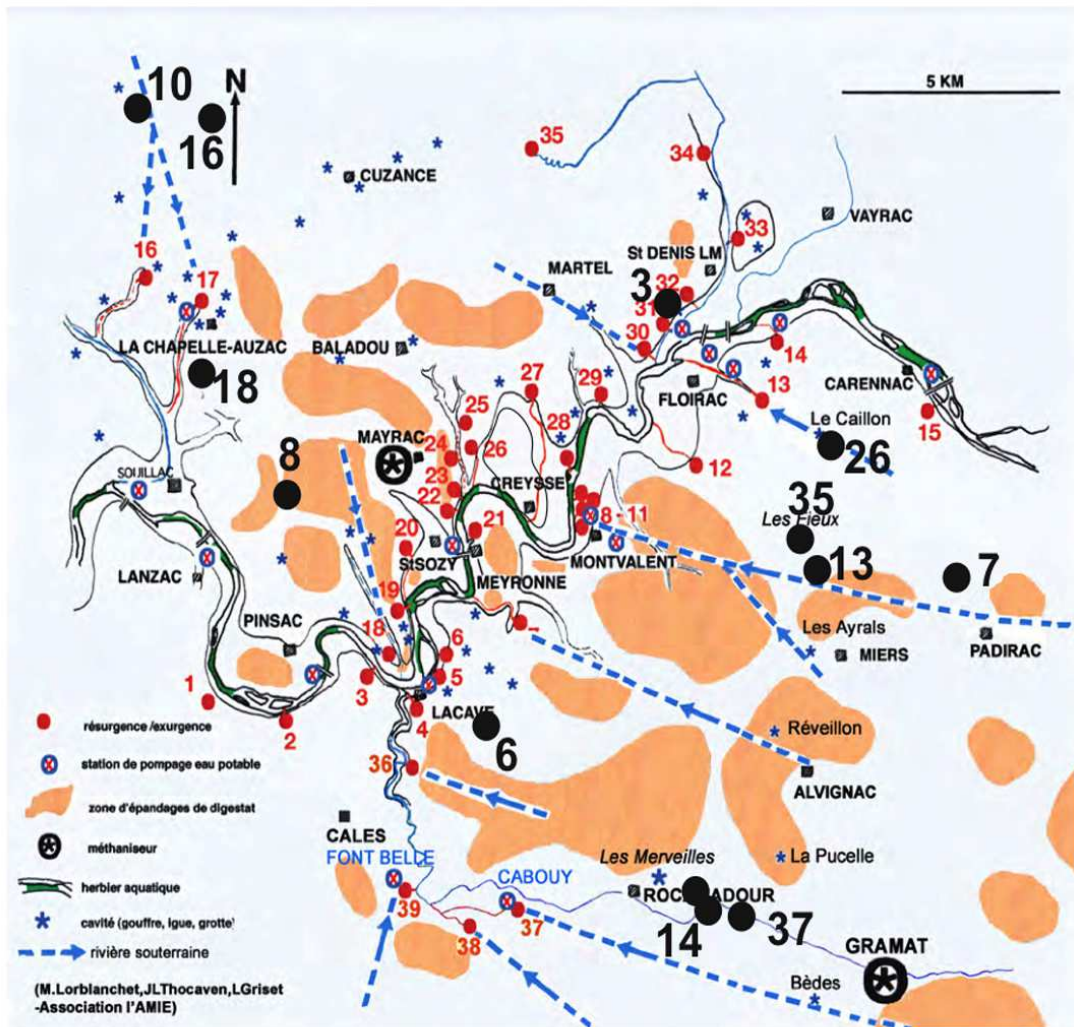 10
N
16
5 KM
35
34
CUZANCE
VAYRAC
33
St DENIS LM
MARTEL
16
17
32
3
31
30
LA CHAPELLE-AUZAC
BALADOU
18
14
13
CARENNAC
FLOIRAC
27
29
28
25
26
24
MAYRAC
23
22
Le Caillon
26
15
12
8
SOUILLAC
CREYSSE
21
20
8 - 11
35
Les Fieux
StSOZY
MEYRONNE
MONTVALENT
13
7
LANZAC
19
18
PINSAC
Les Ayrals
MIERS
PADIRAC
6
5
3
4
1
2
LACAVE
6
Réveillon
36
ALVIGNAC
CALES
FONT BELLE
CABOUY
Les Merveilles
La Pucelle
39
37
38
14
37
GRAMAT
Bèdes
résurgence /exurgence
station de pompage eau potable
zone d'épandages de digestat
méthaniseur
herbier aquatique
cavité (gouffre, igue, grotte)
rivière souterraine
(M.Lorblanchet,JLThocaven,LGriset
-Association l'AMIE)